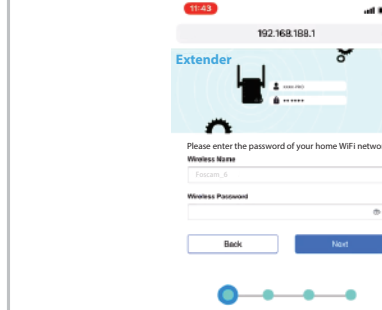 11:43
192.168.188.1
Extender
Please enter the password of your home WiFi netwo
Wireless Name
Foscam_6
Wireless Password
Back
Next